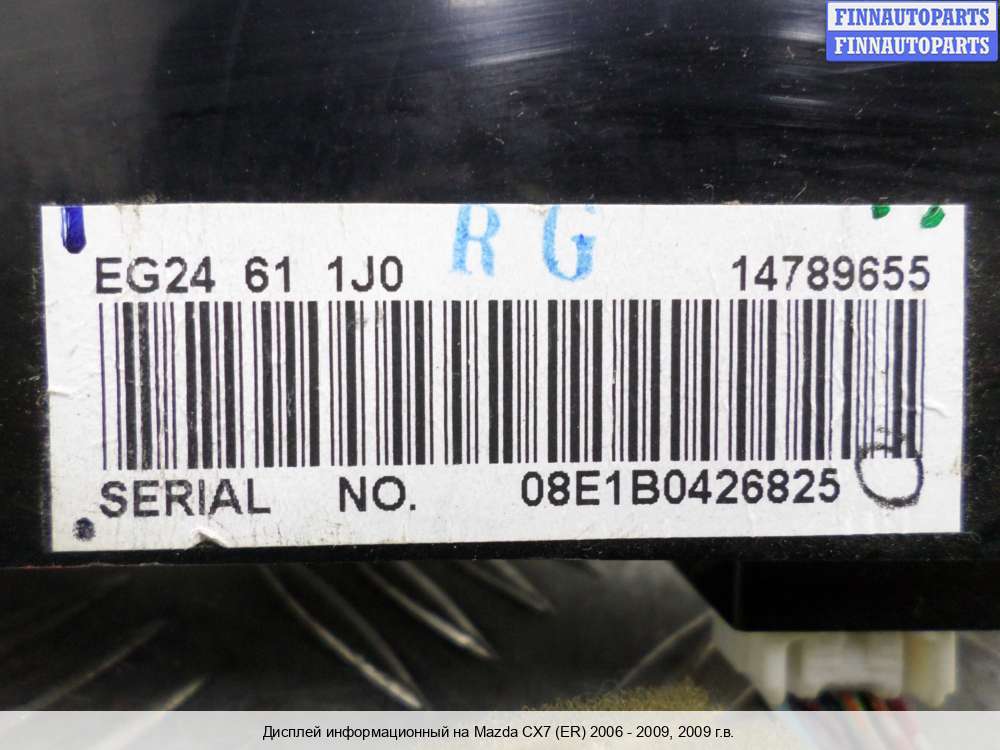 FINNAUTOPARTS
FINNAUTOPARTS
R G
EG24 61 1J0 14789655
SERIAL NO. 08E1B0426825
Дисплей информационный на Mazda CX7 (ER) 2006 - 2009, 2009 г.в.